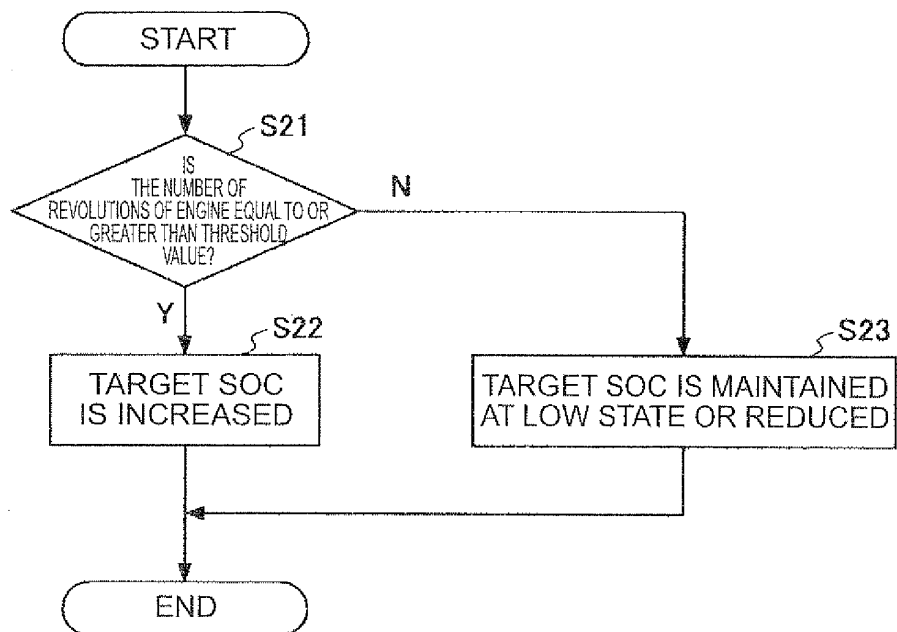 START
S21
IS
THE NUMBER OF
REVOLUTIONS OF ENGINE EQUAL TO OR
GREATER THAN THRESHOLD
VALUE?
N
Y
S22
TARGET SOC
IS INCREASED
S23
TARGET SOC IS MAINTAINED
AT LOW STATE OR REDUCED
END